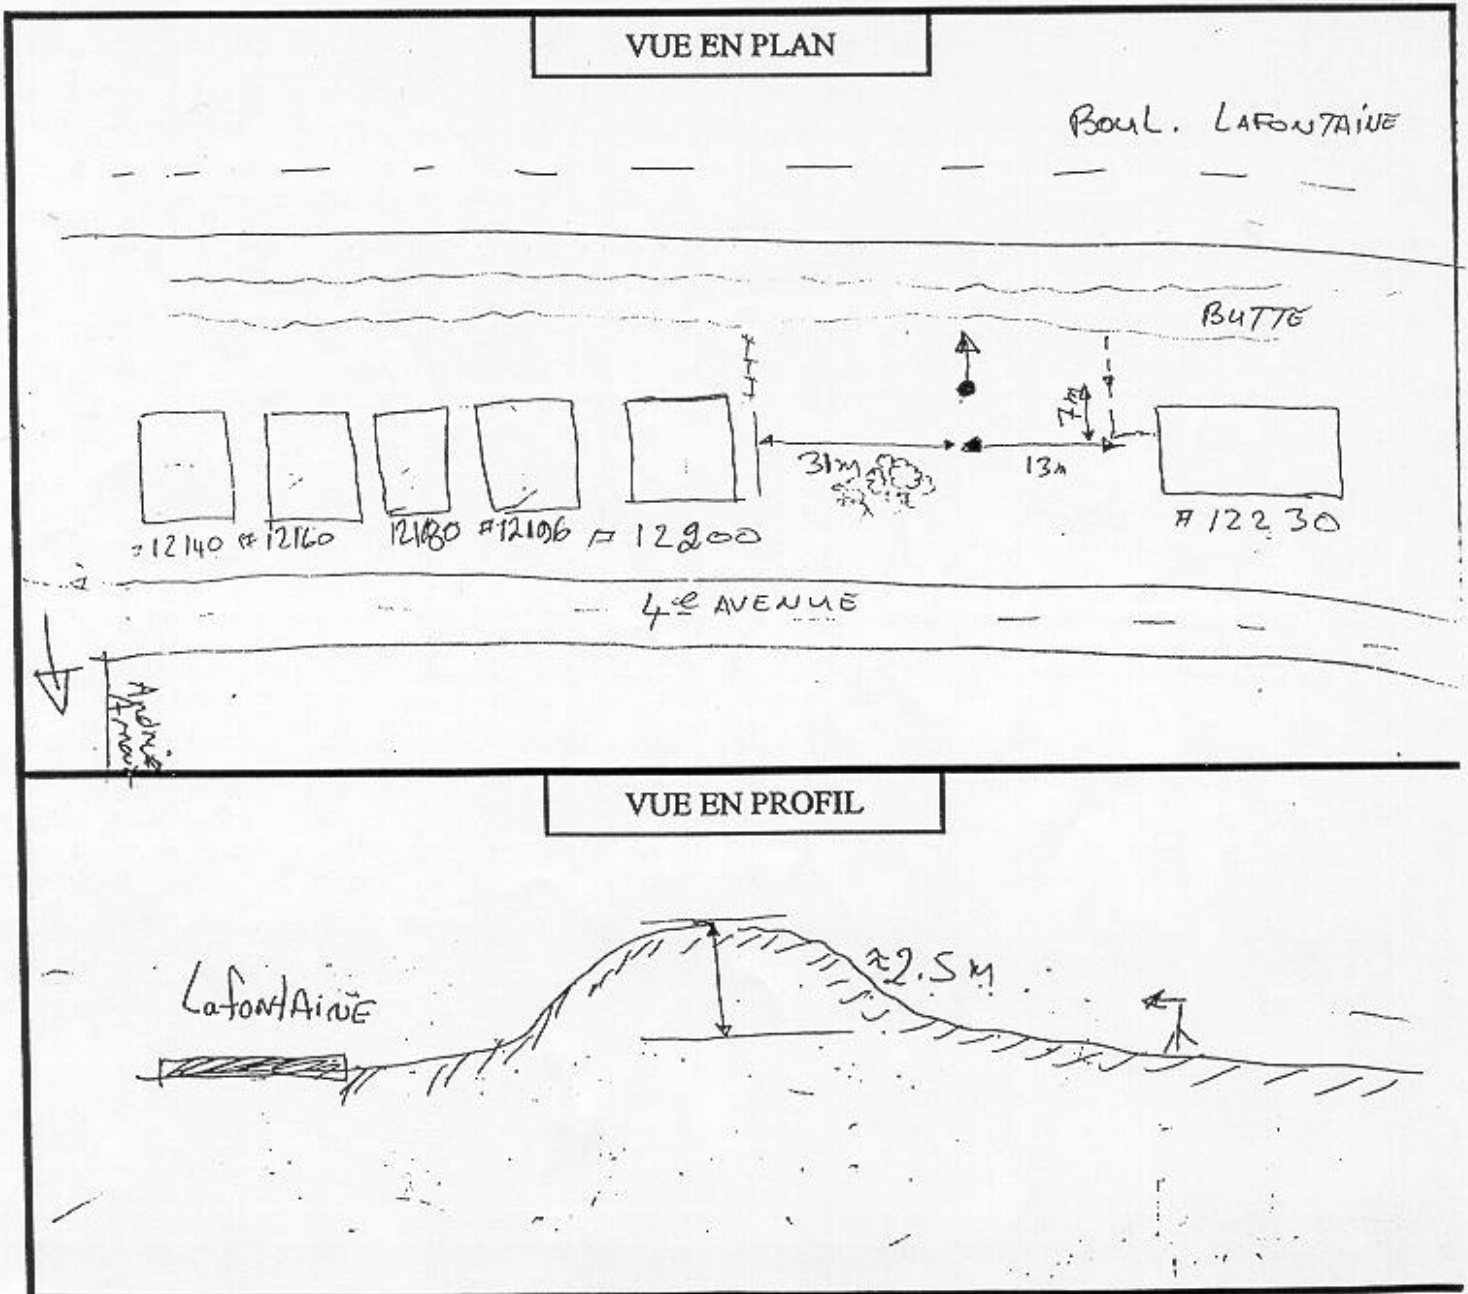 VUE EN PLAN
BOUL. LAFONTAINE
BUTTE
7m
31m
13m
12140 #12160 12180 #12196 # 12200
# 12230
4e AVENUE
VUE EN PROFIL
LafontAiNE
≈2.5 m